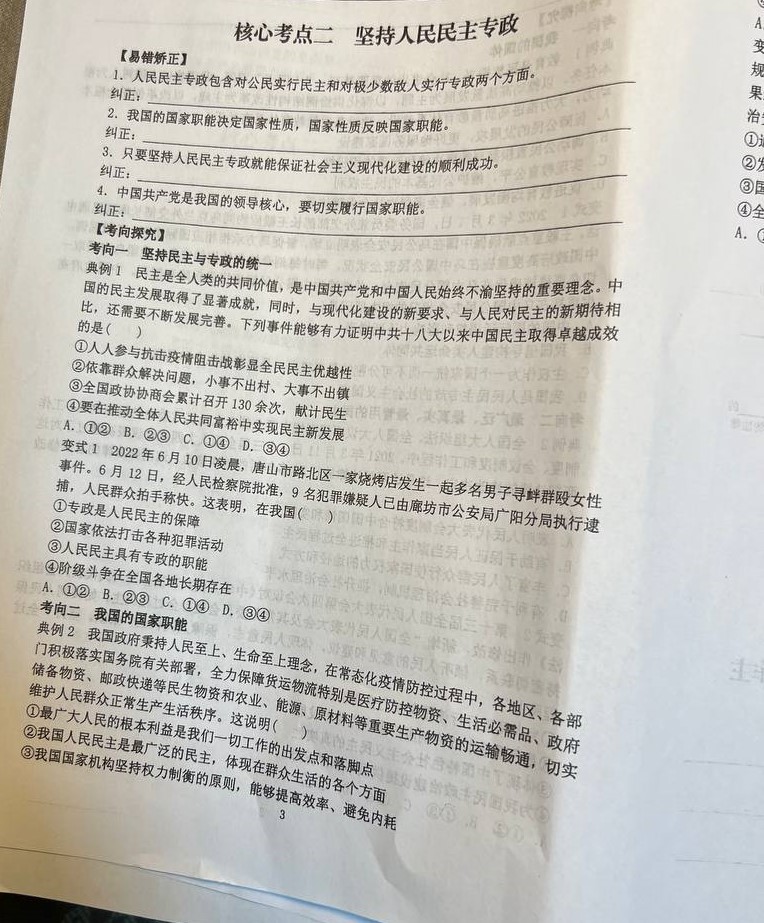 核心考点二 坚持人民民主专政
【易错矫正】
1. 人民民主专政包含对公民实行民主和对极少数敌人实行专政两个方面。
纠正：
2. 我国的国家职能决定国家性质，国家性质反映国家职能。
纠正：
3. 只要坚持人民民主专政就能保证社会主义现代化建设的顺利成功。
纠正：
4. 中国共产党是我国的领导核心，要切实履行国家职能。
纠正：
【考向探究】
考向一 坚持民主与专政的统一
典例1 民主是全人类的共同价值，是中国共产党和中国人民始终不渝坚持的重要理念。中
国的民主发展取得了显著成就，同时，与现代化建设的新要求、与人民对民主的新期待相
比，还需要不断发展完善。下列事件能够有力证明中共十八大以来中国民主取得卓越成效
的是( )
①人人参与抗击疫情阻击战彰显全民民主优越性
②依靠群众解决问题，小事不出村、大事不出镇
③全国政协协商会累计召开130余次，献计民生
④要在推动全体人民共同富裕中实现民主新发展
A. ①② B. ②③ C. ①④ D. ③④
变式1 2022年6月10日凌晨，唐山市路北区一家烧烤店发生一起多名男子寻衅群殴女性
事件。6月12日，经人民检察院批准，9名犯罪嫌疑人已由廊坊市公安局广阳分局执行逮
捕，人民群众拍手称快。这表明，在我国( )
①专政是人民民主的保障
②国家依法打击各种犯罪活动
③人民民主具有专政的职能
④阶级斗争在全国各地长期存在
A. ①② B. ②③ C. ①④ D. ③④
考向二 我国的国家职能
典例2 我国政府秉持人民至上、生命至上理念，在常态化疫情防控过程中，各地区、各部
门积极落实国务院有关部署，全力保障货运物流特别是医疗防控物资、生活必需品、政府
储备物资、邮政快递等民生物资和农业、能源、原材料等重要生产物资的运输畅通，切实
维护人民群众正常生产生活秩序。这说明( )
①最广大人民的根本利益是我们一切工作的出发点和落脚点
②我国人民民主是最广泛的民主，体现在群众生活的各个方面
③我国国家机构坚持权力制衡的原则，能够提高效率、避免内耗
3
A.
变
规
果
治
①
②发
③国
④全
A.